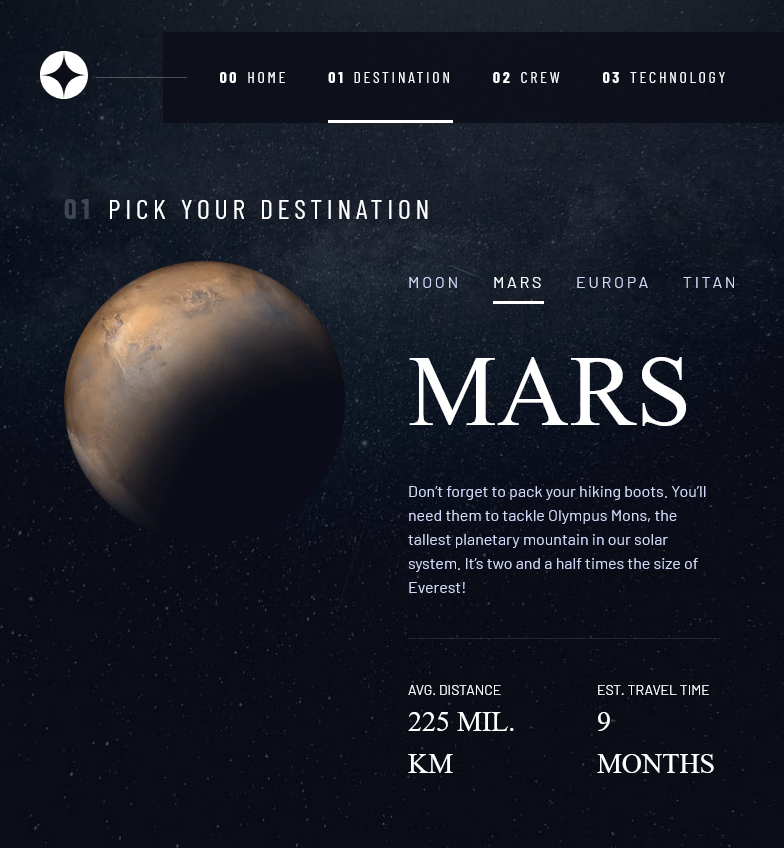 00 HOME 01 DESTINATION 02 CREW 03 TECHNOLOGY
01 PICK YOUR DESTINATION
MOON MARS EUROPA TITAN
MARS
Don’t forget to pack your hiking boots. You’ll
need them to tackle Olympus Mons, the
tallest planetary mountain in our solar
system. It’s two and a half times the size of
Everest!
AVG. DISTANCE
225 MIL.
KM
EST. TRAVEL TIME
9
MONTHS